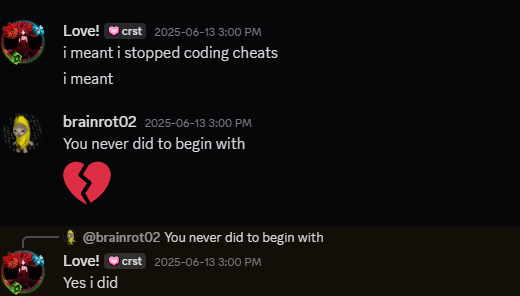 Love! crst 2025-06-13 3:00 PM
i meant i stopped coding cheats
i meant
brainrot02 2025-06-13 3:00 PM
You never did to begin with
@brainrot02 You never did to begin with
Love! crst 2025-06-13 3:00 PM
Yes i did